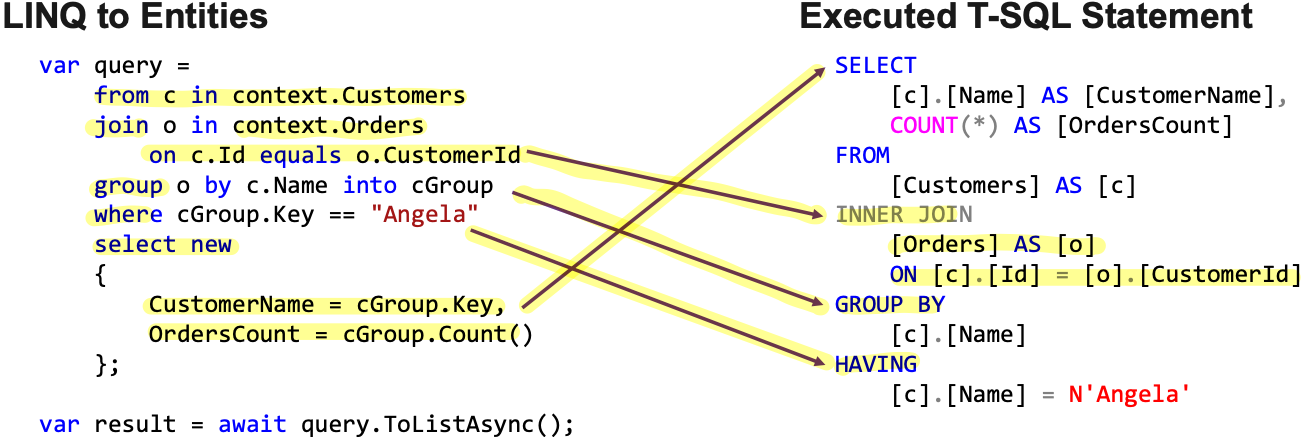 LINQ to Entities
var query =
from c in context.Customers
join o in context.Orders
on c.Id equals o.CustomerId
group o by c.Name into cGroup
where cGroup.Key == "Angela"
select new
{
CustomerName = cGroup.Key,
OrdersCount = cGroup.Count()
};
var result = await query.ToListAsync();
Executed T-SQL Statement
SELECT
[c].[Name] AS [CustomerName],
COUNT(*) AS [OrdersCount]
FROM
[Customers] AS [c]
INNER JOIN
[Orders] AS [o]
ON [c].[Id] = [o].[CustomerId]
GROUP BY
[c].[Name]
HAVING
[c].[Name] = N'Angela'